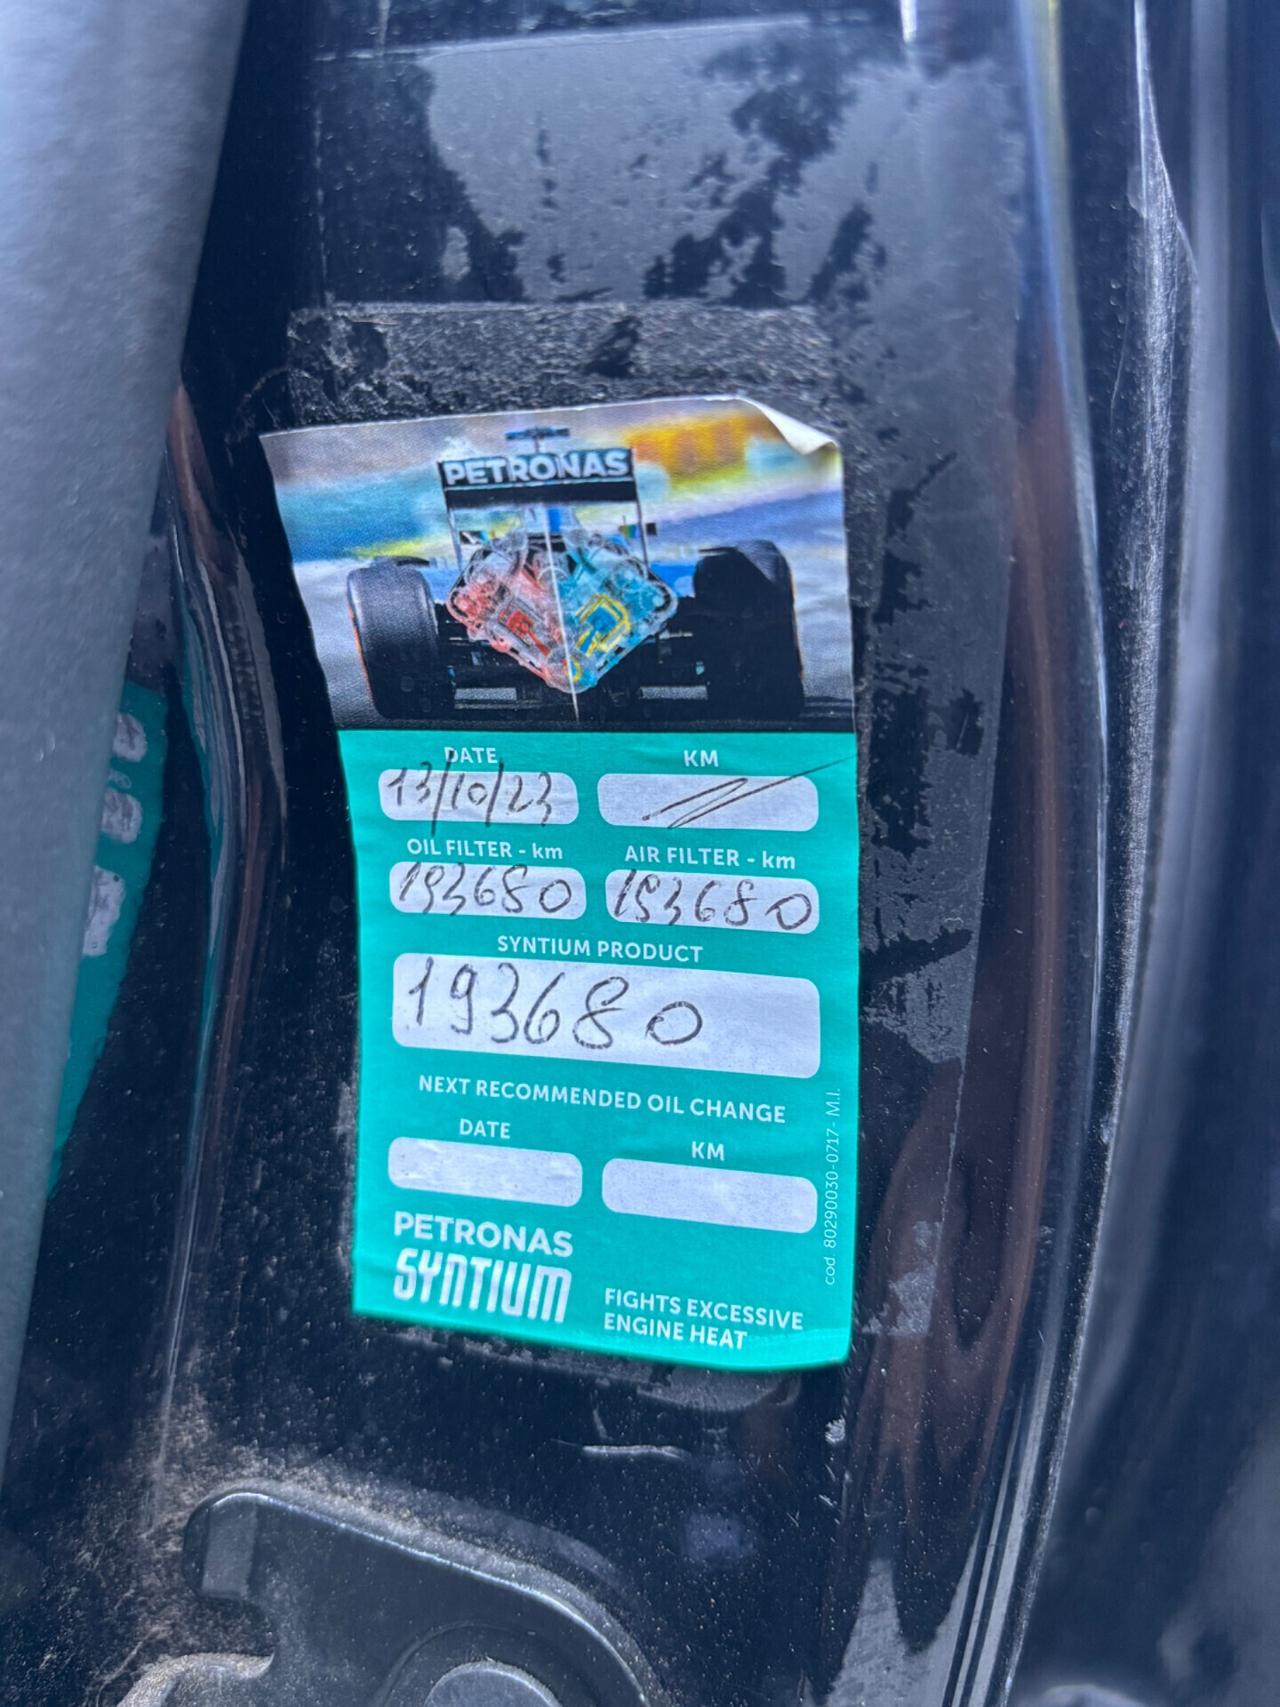 PETRONAS
DATE KM
13/10/23
OIL FILTER - km AIR FILTER - km
193680 193680
SYNTIUM PRODUCT
193680
NEXT RECOMMENDED OIL CHANGE
DATE KM
PETRONAS
SYNTIUM
FIGHTS EXCESSIVE
ENGINE HEAT
cod. 80290030-0717 - M.I.